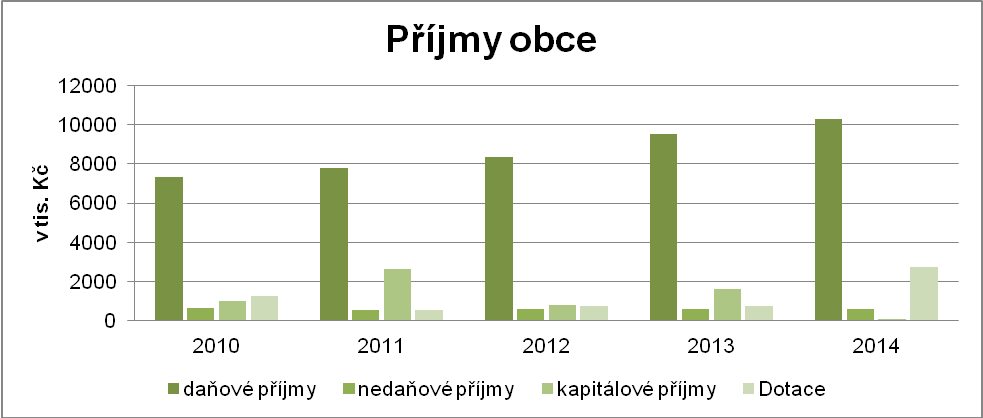 Příjmy obce
v tis. Kč
12000
10000
8000
6000
4000
2000
0
2010 2011 2012 2013 2014
daňové příjmy nedaňové příjmy kapitálové příjmy Dotace